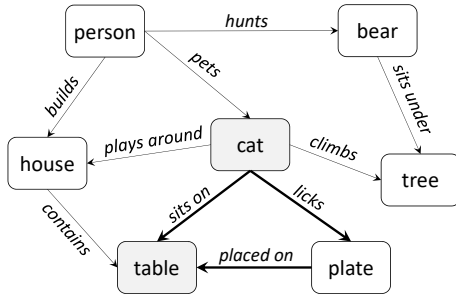 person
hunts
bear
pets
builds
sits under
plays around
cat
climbs
house
tree
sits on
licks
contains
table
placed on
plate